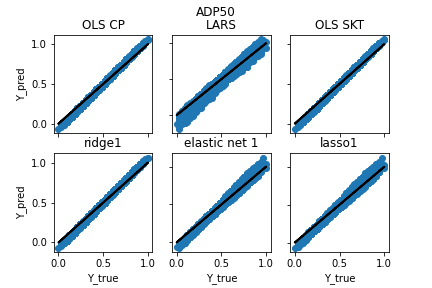 ADP50
OLS CP LARS OLS SKT
1.0
0.5
0.0
Y_pred
ridge1 elastic net 1 lasso1
1.0
0.5
0.0
Y_pred
0.0 0.5 1.0 0.0 0.5 1.0 0.0 0.5 1.0
Y_true Y_true Y_true